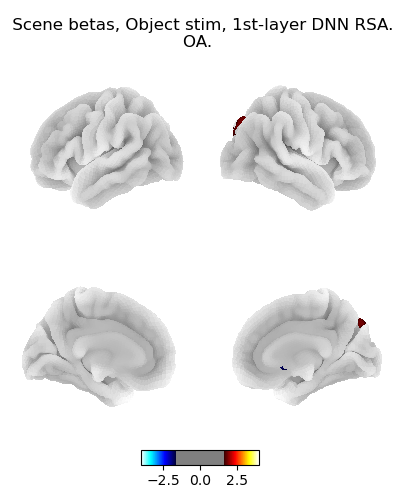 Scene betas, Object stim, 1st-layer DNN RSA.
OA.
−2.5 0.0 2.5